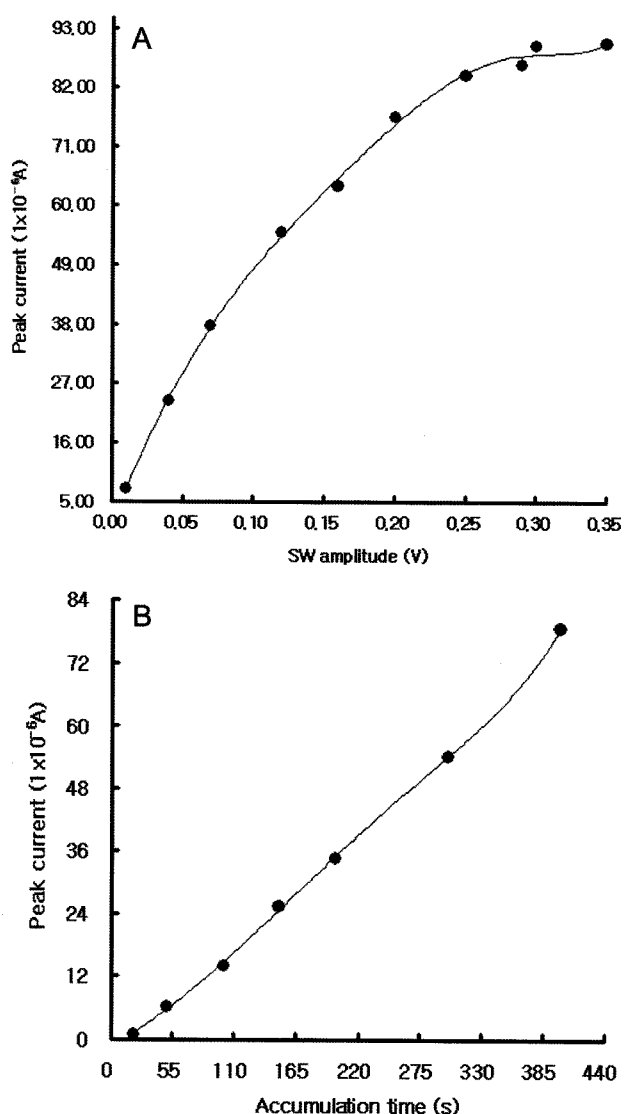 A
93.00
82.00
71.00
60.00
49.00
38.00
27.00
16.00
5.00
Peak current (1x10⁻⁶A)
0.00 0.05 0.10 0.15 0.20 0.25 0.30 0.35
SW amplitude (V)
B
84
72
60
48
36
24
12
0
Peak current (1x10⁻⁶A)
0 55 110 165 220 275 330 385 440
Accumulation time (s)